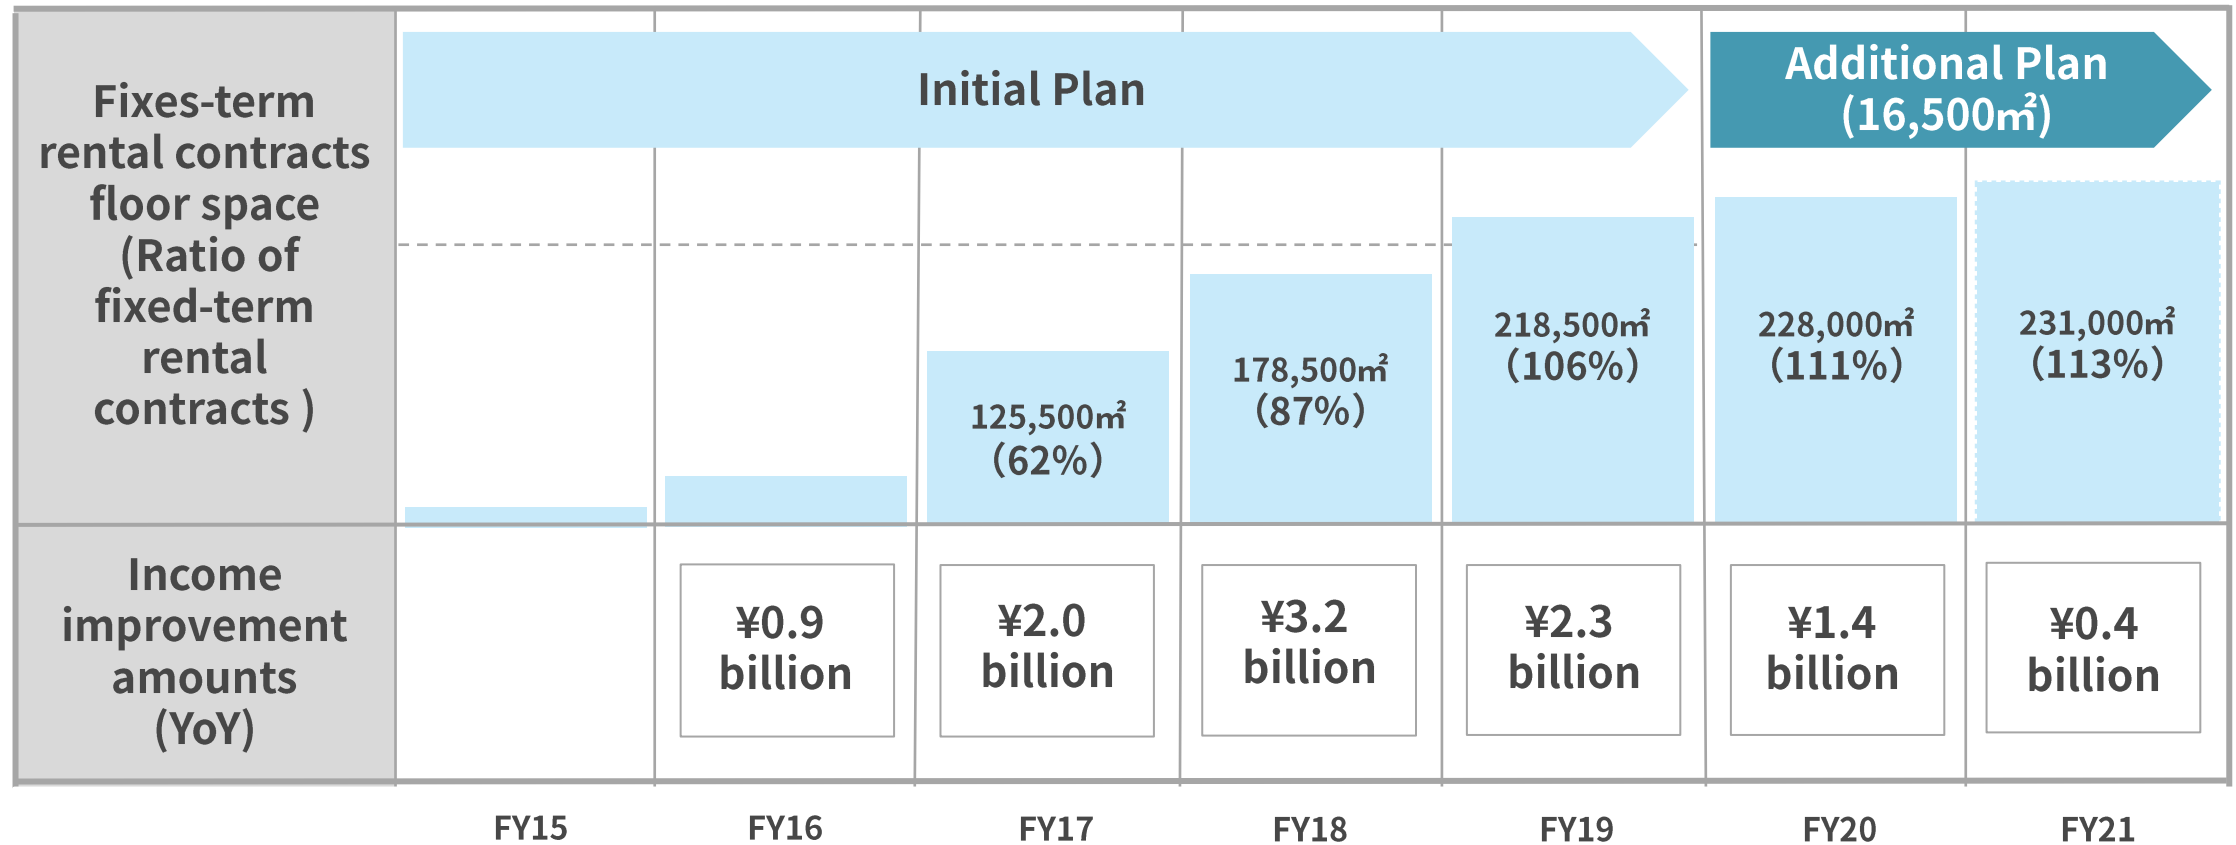 Fixes-term
rental contracts
floor space
(Ratio of
fixed-term
rental
contracts )
Initial Plan
Additional Plan
(16,500㎡)
125,500㎡
(62%)
178,500㎡
(87%)
218,500㎡
(106%)
228,000㎡
(111%)
231,000㎡
(113%)
Income
improvement
amounts
(YoY)
¥0.9
billion
¥2.0
billion
¥3.2
billion
¥2.3
billion
¥1.4
billion
¥0.4
billion
FY15
FY16
FY17
FY18
FY19
FY20
FY21